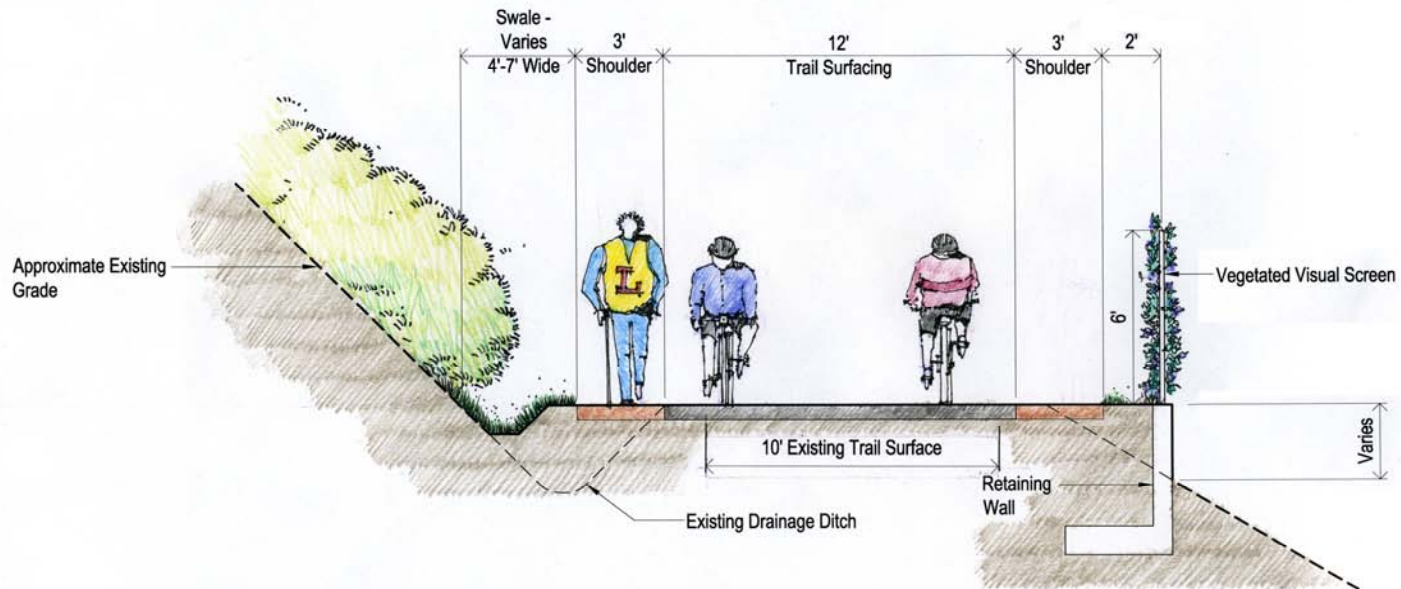 Swale -
Varies
4'-7' Wide
3'
Shoulder
12'
Trail Surfacing
3'
Shoulder
2'
Approximate Existing
Grade
L
Vegetated Visual Screen
6'
10' Existing Trail Surface
Varies
Retaining
Wall
Existing Drainage Ditch